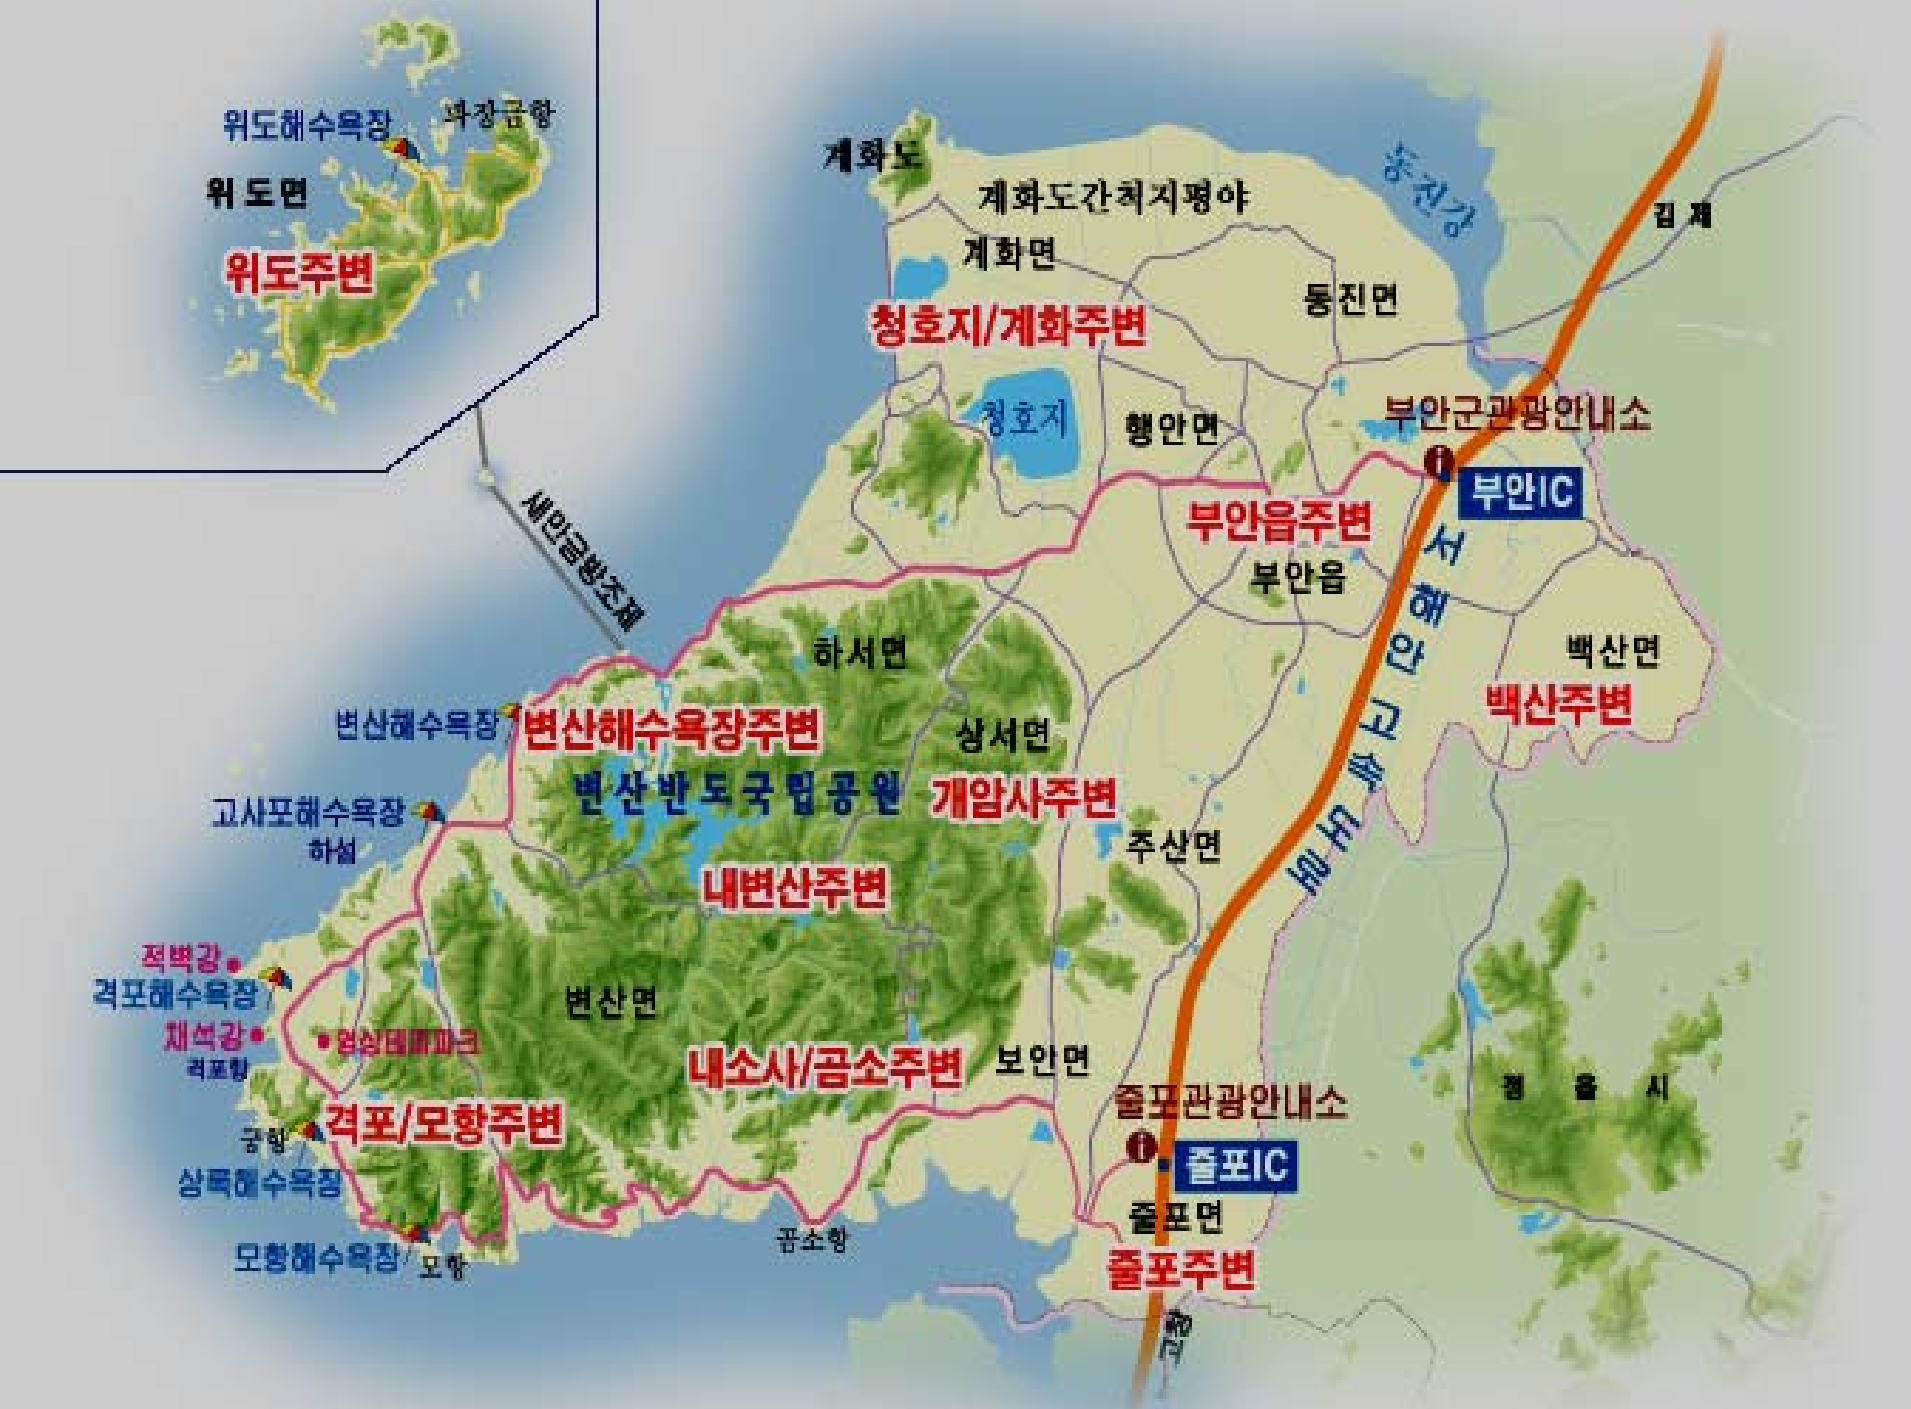 위도해수욕장
파장금항
위도면
위도주변
계화도
계화도간척지평야
계화면
동진강
김제
청호지/계화주변
동진면
청호지
행안면
부안군관광안내소
부안IC
새만금방조제
부안읍주변
부안읍
서해안고속도로
하서면
백산면
백산주변
변산해수욕장
변산해수욕장주변
상서면
변산반도국립공원
개암사주변
고사포해수욕장
하섬
주산면
내변산주변
적벽강
격포해수욕장
채석강
영상테마파크
격포항
변산면
내소사/곰소주변
보안면
정읍시
줄포관광안내소
격포/모항주변
궁항
줄포IC
상록해수욕장
줄포면
곰소항
모항해수욕장
모항
줄포주변
고창